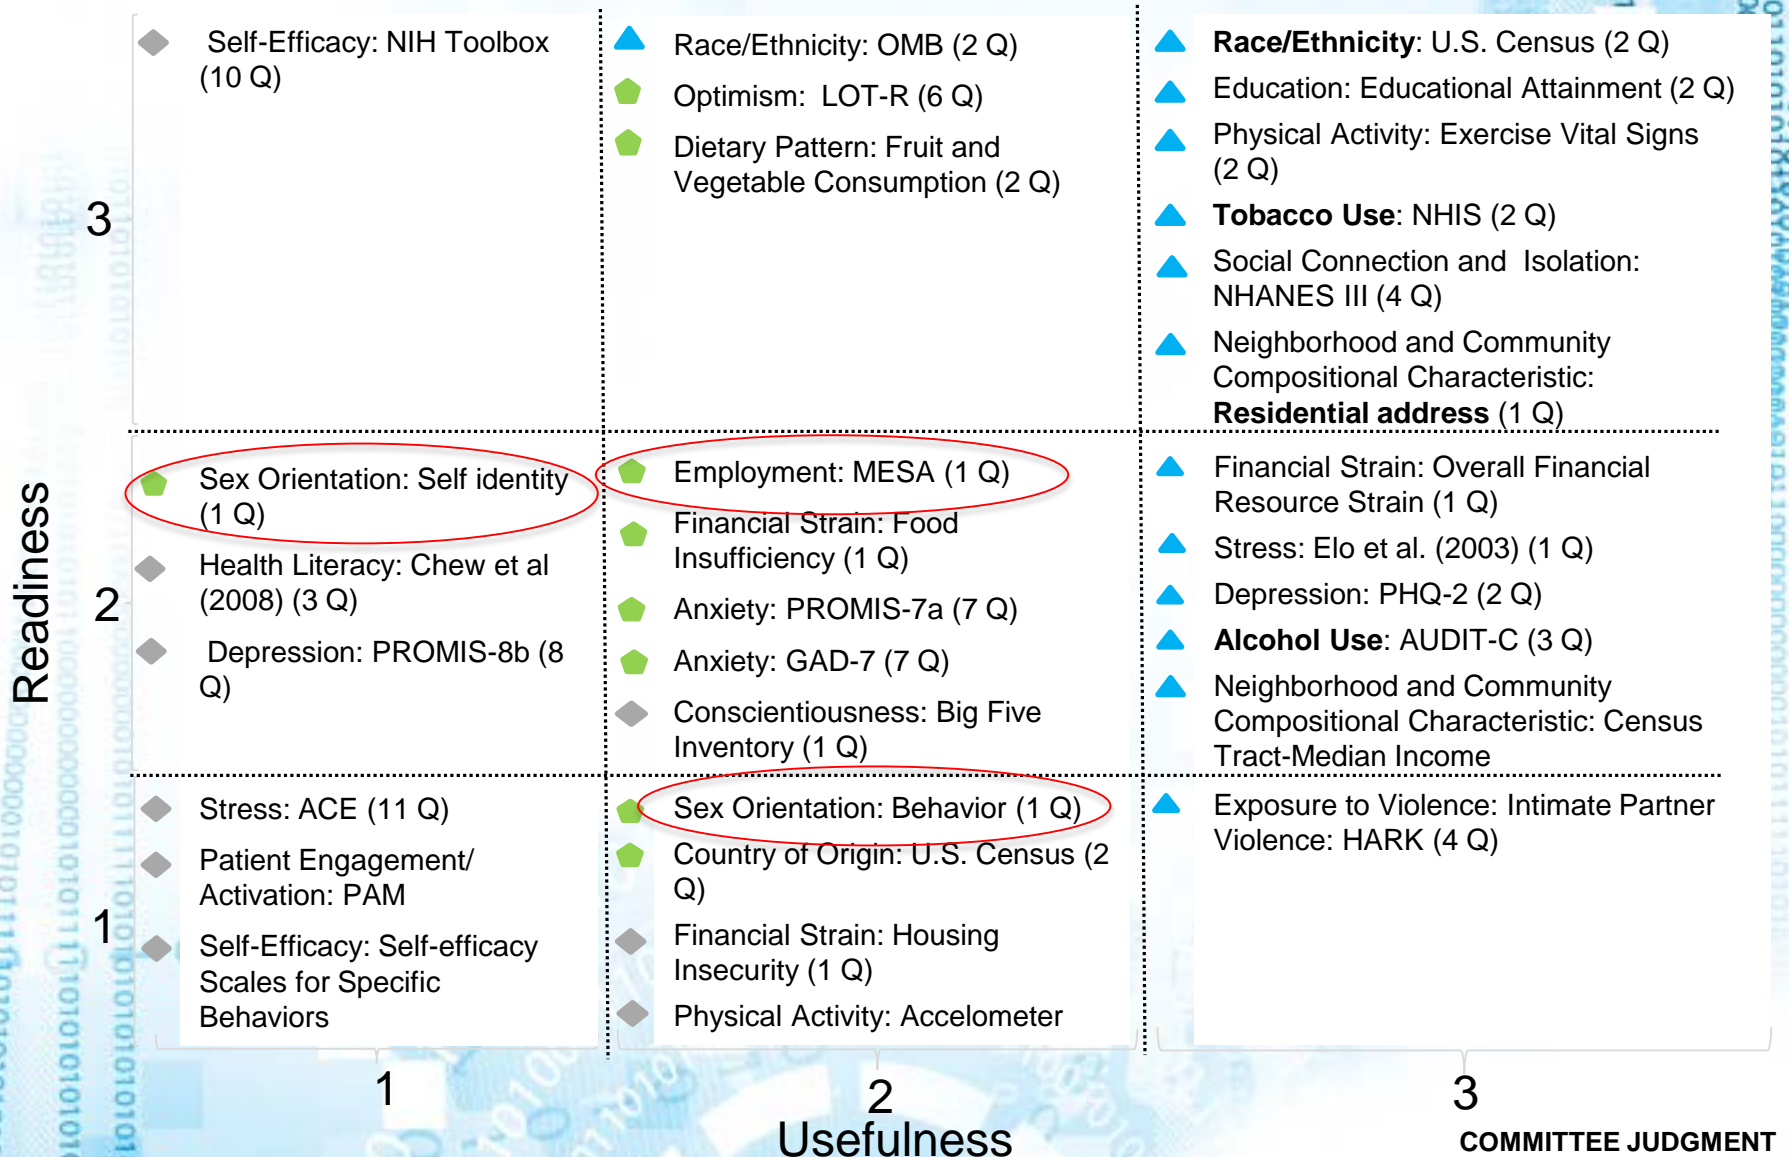 Self-Efficacy: NIH Toolbox
(10 Q)
Race/Ethnicity: OMB (2 Q)
Optimism: LOT-R (6 Q)
Dietary Pattern: Fruit and
Vegetable Consumption (2 Q)
Race/Ethnicity: U.S. Census (2 Q)
Education: Educational Attainment (2 Q)
Physical Activity: Exercise Vital Signs
(2 Q)
Tobacco Use: NHIS (2 Q)
Social Connection and Isolation:
NHANES III (4 Q)
Neighborhood and Community
Compositional Characteristic:
Residential address (1 Q)
3
Sex Orientation: Self identity
(1 Q)
Health Literacy: Chew et al
(2008) (3 Q)
Depression: PROMIS-8b (8
Q)
Employment: MESA (1 Q)
Financial Strain: Food
Insufficiency (1 Q)
Anxiety: PROMIS-7a (7 Q)
Anxiety: GAD-7 (7 Q)
Conscientiousness: Big Five
Inventory (1 Q)
Financial Strain: Overall Financial
Resource Strain (1 Q)
Stress: Elo et al. (2003) (1 Q)
Depression: PHQ-2 (2 Q)
Alcohol Use: AUDIT-C (3 Q)
Neighborhood and Community
Compositional Characteristic: Census
Tract-Median Income
Readiness
2
Stress: ACE (11 Q)
Patient Engagement/
Activation: PAM
Self-Efficacy: Self-efficacy
Scales for Specific
Behaviors
Sex Orientation: Behavior (1 Q)
Country of Origin: U.S. Census (2
Q)
Financial Strain: Housing
Insecurity (1 Q)
Physical Activity: Accelometer
Exposure to Violence: Intimate Partner
Violence: HARK (4 Q)
1
1
2
3
Usefulness
COMMITTEE JUDGMENT